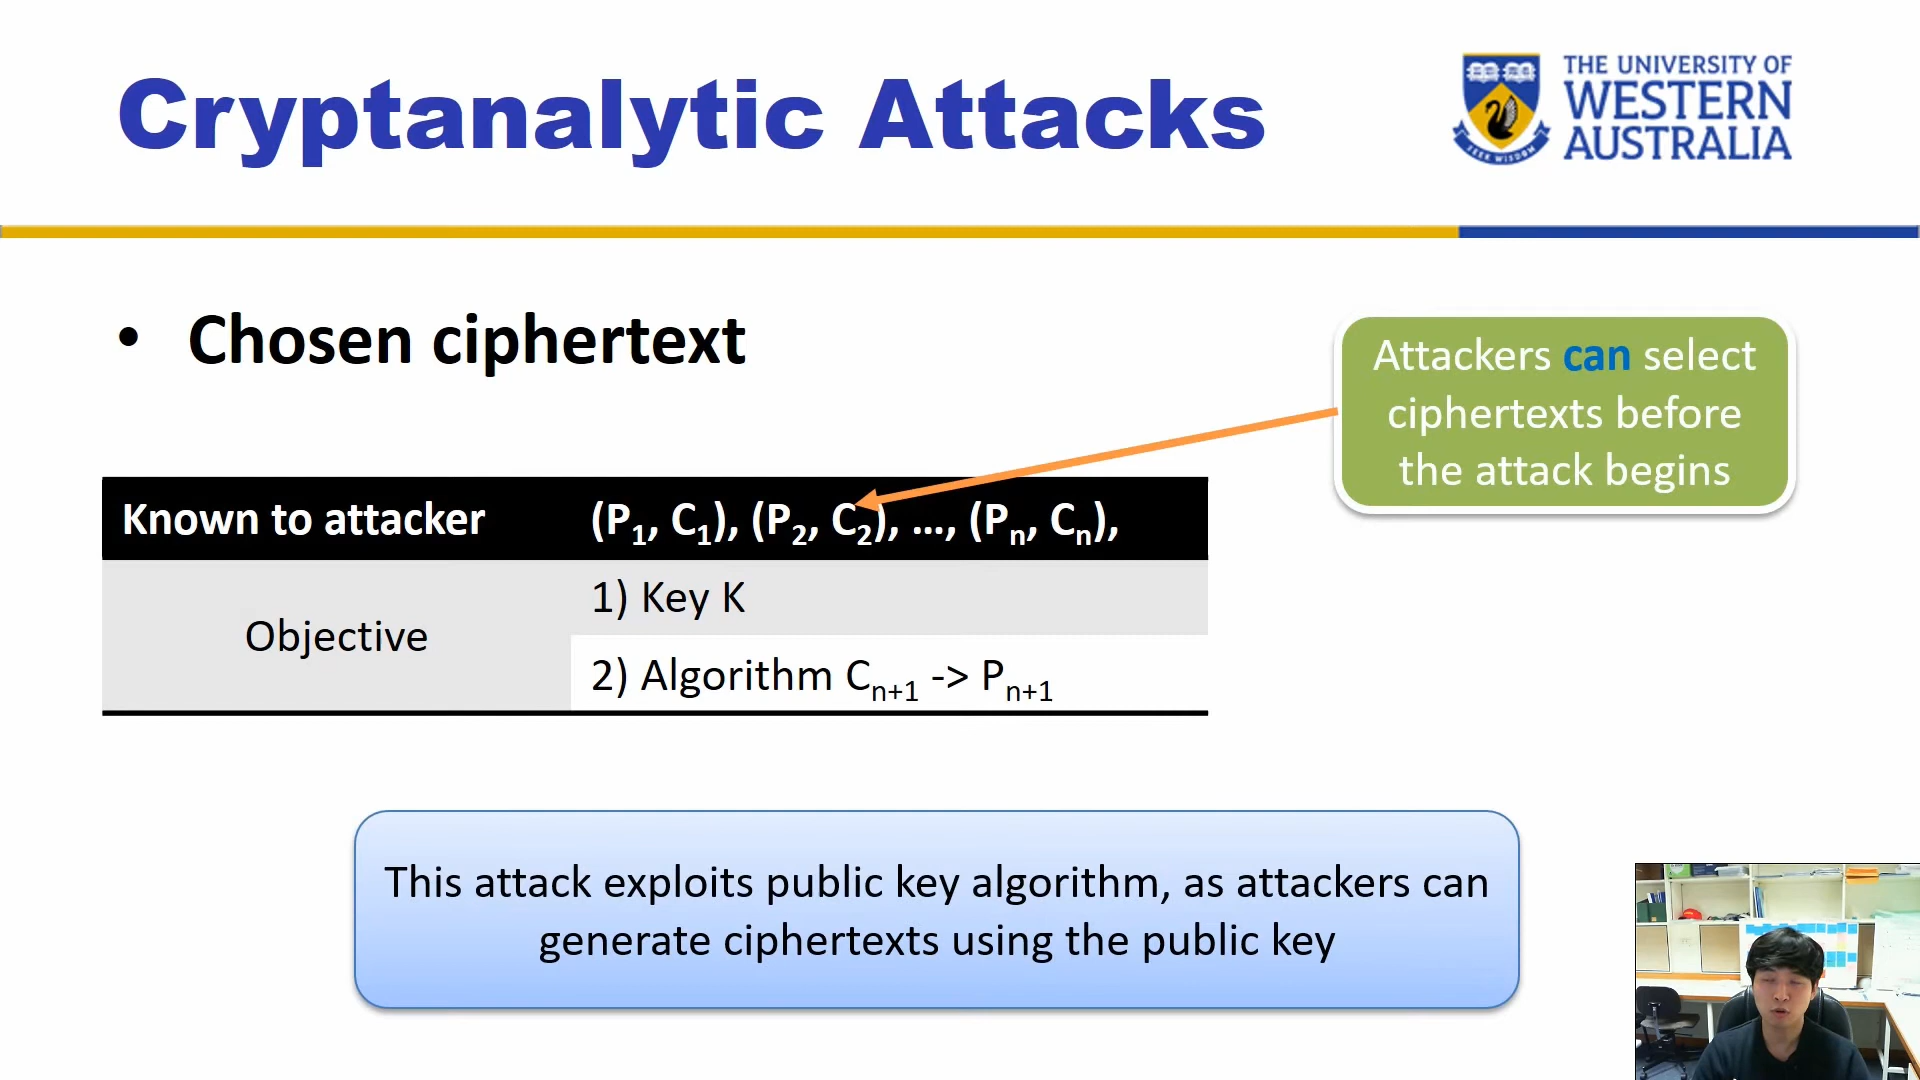 Cryptanalytic Attacks
THE UNIVERSITY OF
WESTERN
AUSTRALIA
SEEK WISDOM
• Chosen ciphertext
Attackers can select
ciphertexts before
the attack begins
Known to attacker (P1, C1), (P2, C2), ..., (Pn, Cn),
Objective
1) Key K
2) Algorithm Cn+1 -> Pn+1
This attack exploits public key algorithm, as attackers can
generate ciphertexts using the public key